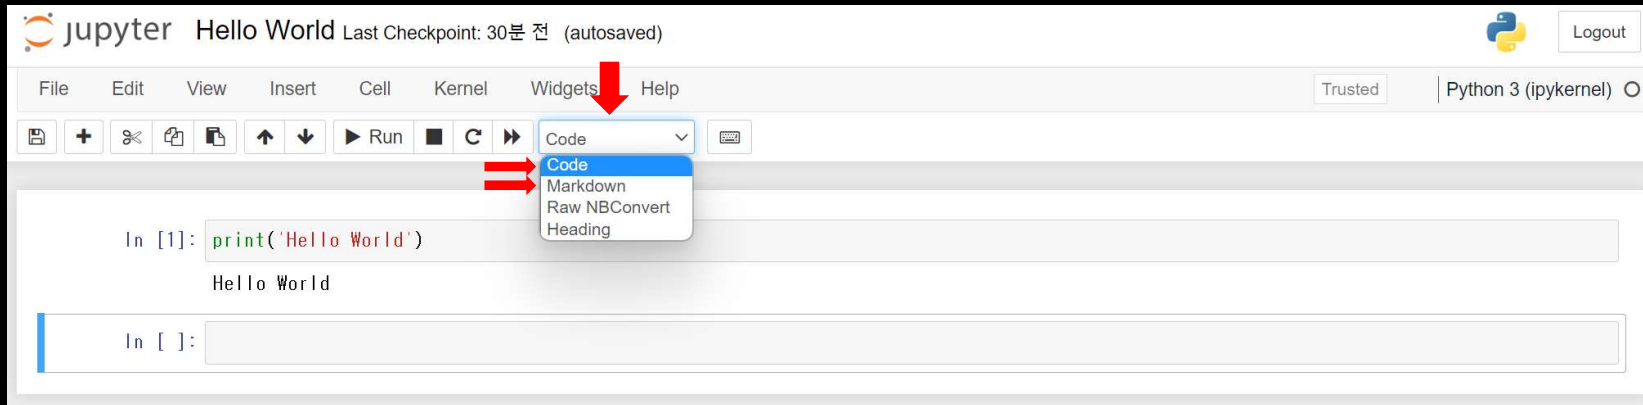 jupyter Hello World Last Checkpoint: 30분 전 (autosaved) Logout
File Edit View Insert Cell Kernel Widgets Help Trusted Python 3 (ipykernel)
Run Code
Code
Markdown
Raw NBConvert
Heading
In [1]: print('Hello World')
Hello World
In [ ]: